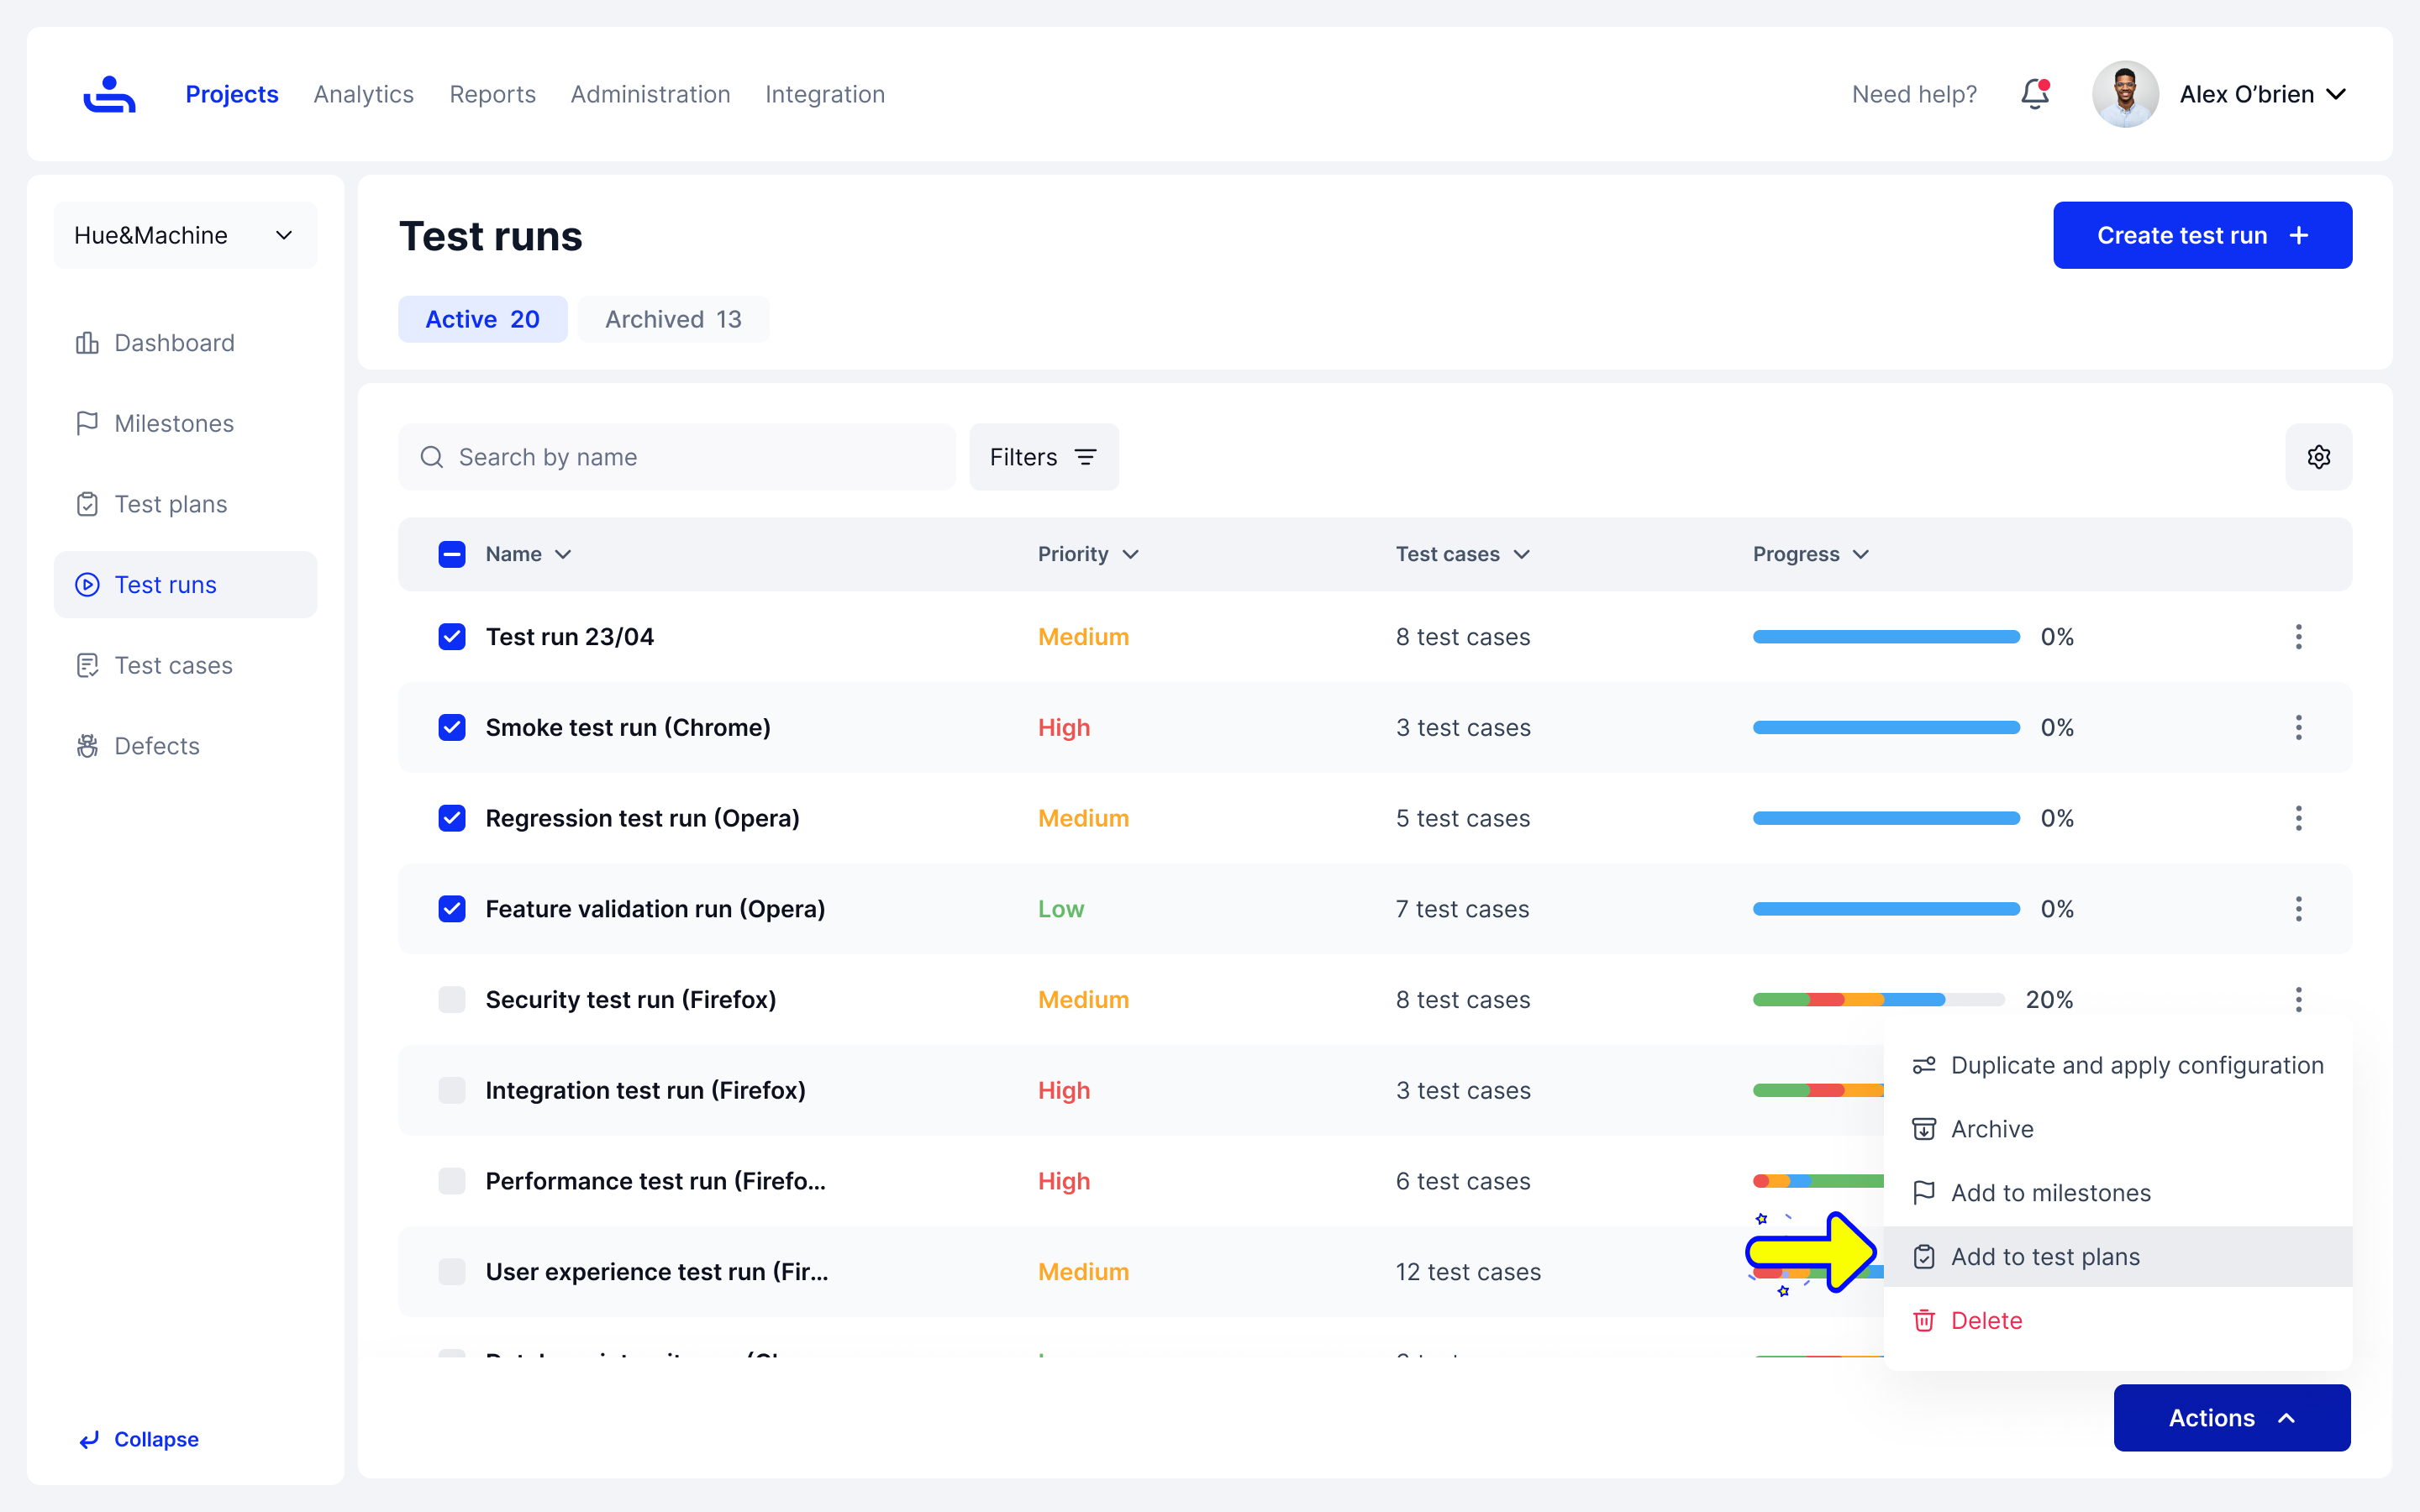 Projects Analytics Reports Administration Integration Need help? Alex O’brien
Hue&Machine
Dashboard
Milestones
Test plans
Test runs
Test cases
Defects
Collapse
Test runs
Create test run +
Active 20 Archived 13
Search by name Filters
Name Priority Test cases Progress
Test run 23/04 Medium 8 test cases 0%
Smoke test run (Chrome) High 3 test cases 0%
Regression test run (Opera) Medium 5 test cases 0%
Feature validation run (Opera) Low 7 test cases 0%
Security test run (Firefox) Medium 8 test cases 20%
Integration test run (Firefox) High 3 test cases
Performance test run (Firefo... High 6 test cases
User experience test run (Fir... Medium 12 test cases
Duplicate and apply configuration
Archive
Add to milestones
Add to test plans
Delete
Actions